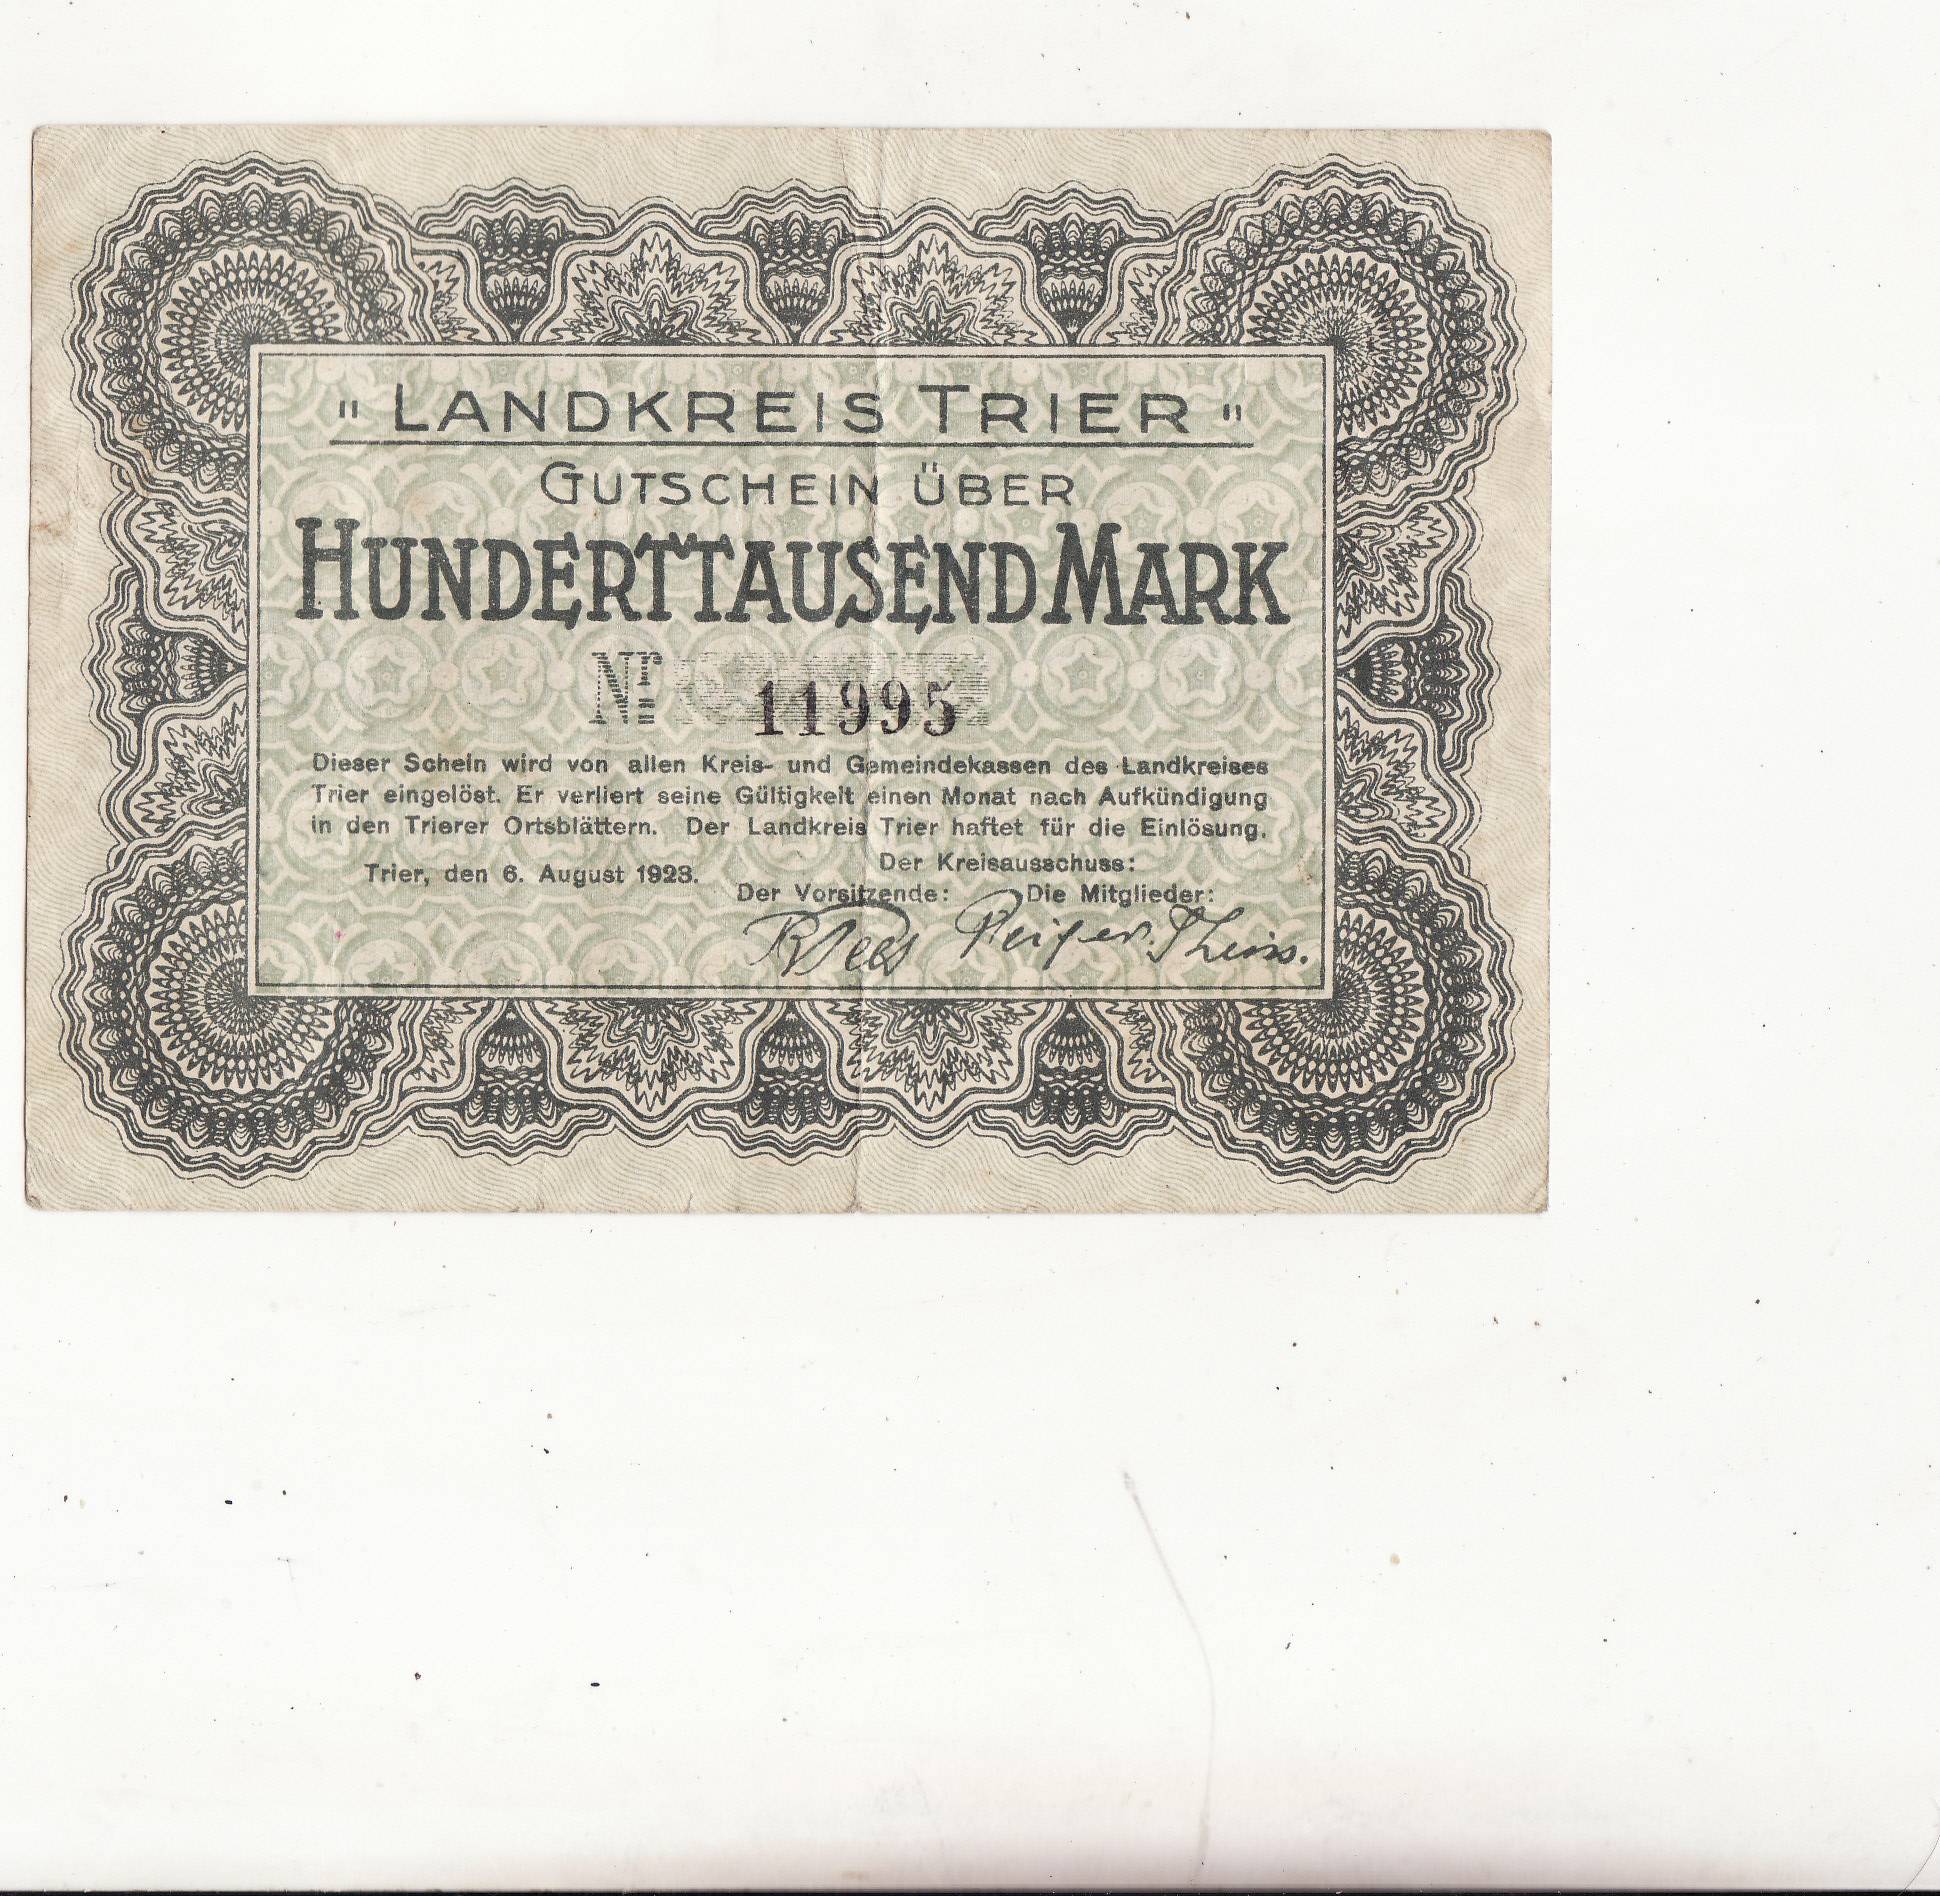 "LANDKREIS TRIER"
GUTSCHEIN ÜBER
HUNDERTTAUSEND MARK
Nr. 11995
Dieser Schein wird von allen Kreis- und Gemeindekassen des Landkreises
Trier eingelöst. Er verliert seine Gültigkeit einen Monat nach Aufkündigung
in den Trierer Ortsblättern. Der Landkreis Trier haftet für die Einlösung.
Trier, den 6. August 1923.
Der Kreisausschuss:
Der Vorsitzende: Die Mitglieder: